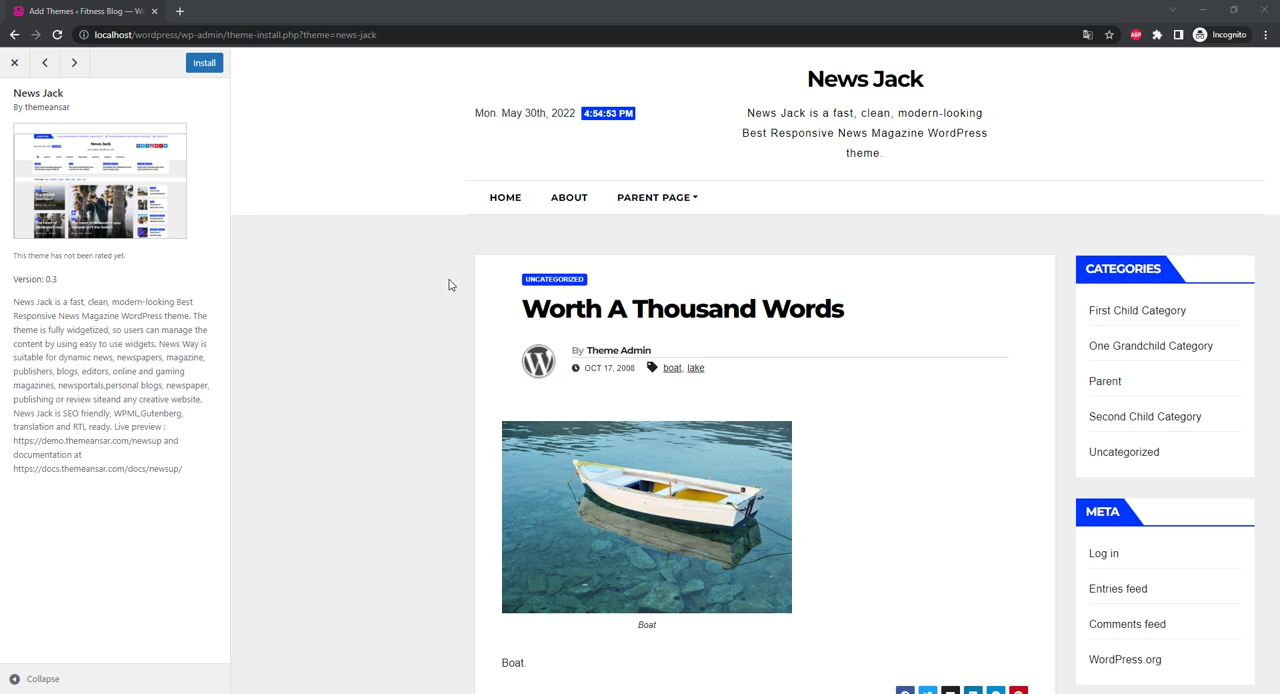 Add Themes ‹ Fitness Blog — W
localhost/wordpress/wp-admin/theme-install.php?theme=news-jack
ABP
Incognito
Install
News Jack
By themeansar
News Jack
This theme has not been rated yet.
Version: 0.3
News Jack is a fast, clean, modern-looking Best
Responsive News Magazine WordPress theme. The
theme is fully widgetized, so users can manage the
content by using easy to use widgets. News Way is
suitable for dynamic news, newspapers, magazine,
publishers, blogs, editors, online and gaming
magazines, newsportals,personal blogs, newspaper,
publishing or review siteand any creative website.
News Jack is SEO friendly, WPML,Gutenberg,
translation and RTL ready. Live preview :
https://demo.themeansar.com/newsup and
documentation at
https://docs.themeansar.com/docs/newsup/
Collapse
News Jack
Mon. May 30th, 2022 4:54:53 PM
News Jack is a fast, clean, modern-looking
Best Responsive News Magazine WordPress
theme.
HOME ABOUT PARENT PAGE
UNCATEGORIZED
Worth A Thousand Words
By Theme Admin
OCT 17, 2008 boat, lake
Boat
Boat.
CATEGORIES
First Child Category
One Grandchild Category
Parent
Second Child Category
Uncategorized
META
Log in
Entries feed
Comments feed
WordPress.org